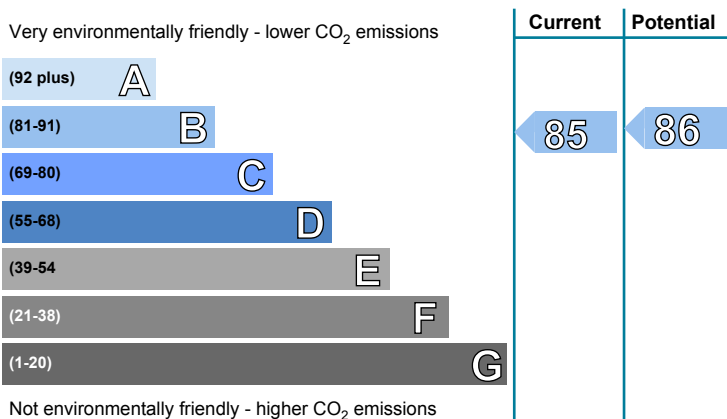 Very environmentally friendly - lower CO2 emissions
Current
Potential
(92 plus) A
(81-91) B
85
86
(69-80) C
(55-68) D
(39-54 E
(21-38) F
(1-20) G
Not environmentally friendly - higher CO2 emissions